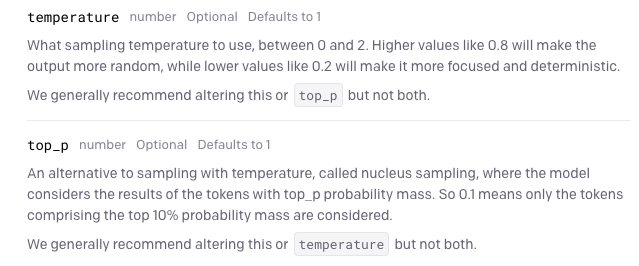 temperature number Optional Defaults to 1
What sampling temperature to use, between 0 and 2. Higher values like 0.8 will make the
output more random, while lower values like 0.2 will make it more focused and deterministic.
We generally recommend altering this or top_p but not both.
top_p number Optional Defaults to 1
An alternative to sampling with temperature, called nucleus sampling, where the model
considers the results of the tokens with top_p probability mass. So 0.1 means only the tokens
comprising the top 10% probability mass are considered.
We generally recommend altering this or temperature but not both.